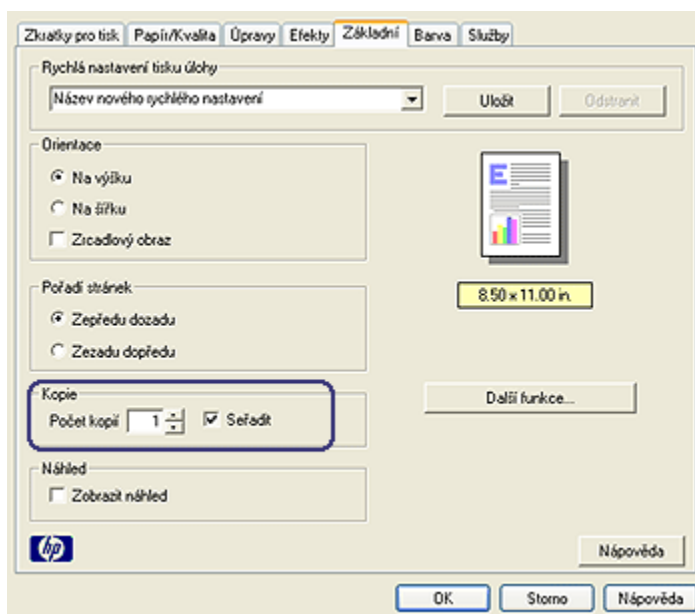 Zkratky pro tisk Papír/Kvalita Úpravy Efekty Základní Barva Služby
Rychlá nastavení tisku úlohy
Název nového rychlého nastavení Uložit Odstranit
Orientace
Na výšku
Na šířku
Zrcadlový obraz
E
8.50 x 11.00 in.
Pořadí stránek
Zepředu dozadu
Zezadu dopředu
Kopie
Počet kopií 1 Seřadit
Další funkce...
Náhled
Zobrazit náhled
hp
Nápověda
OK Storno Nápověda